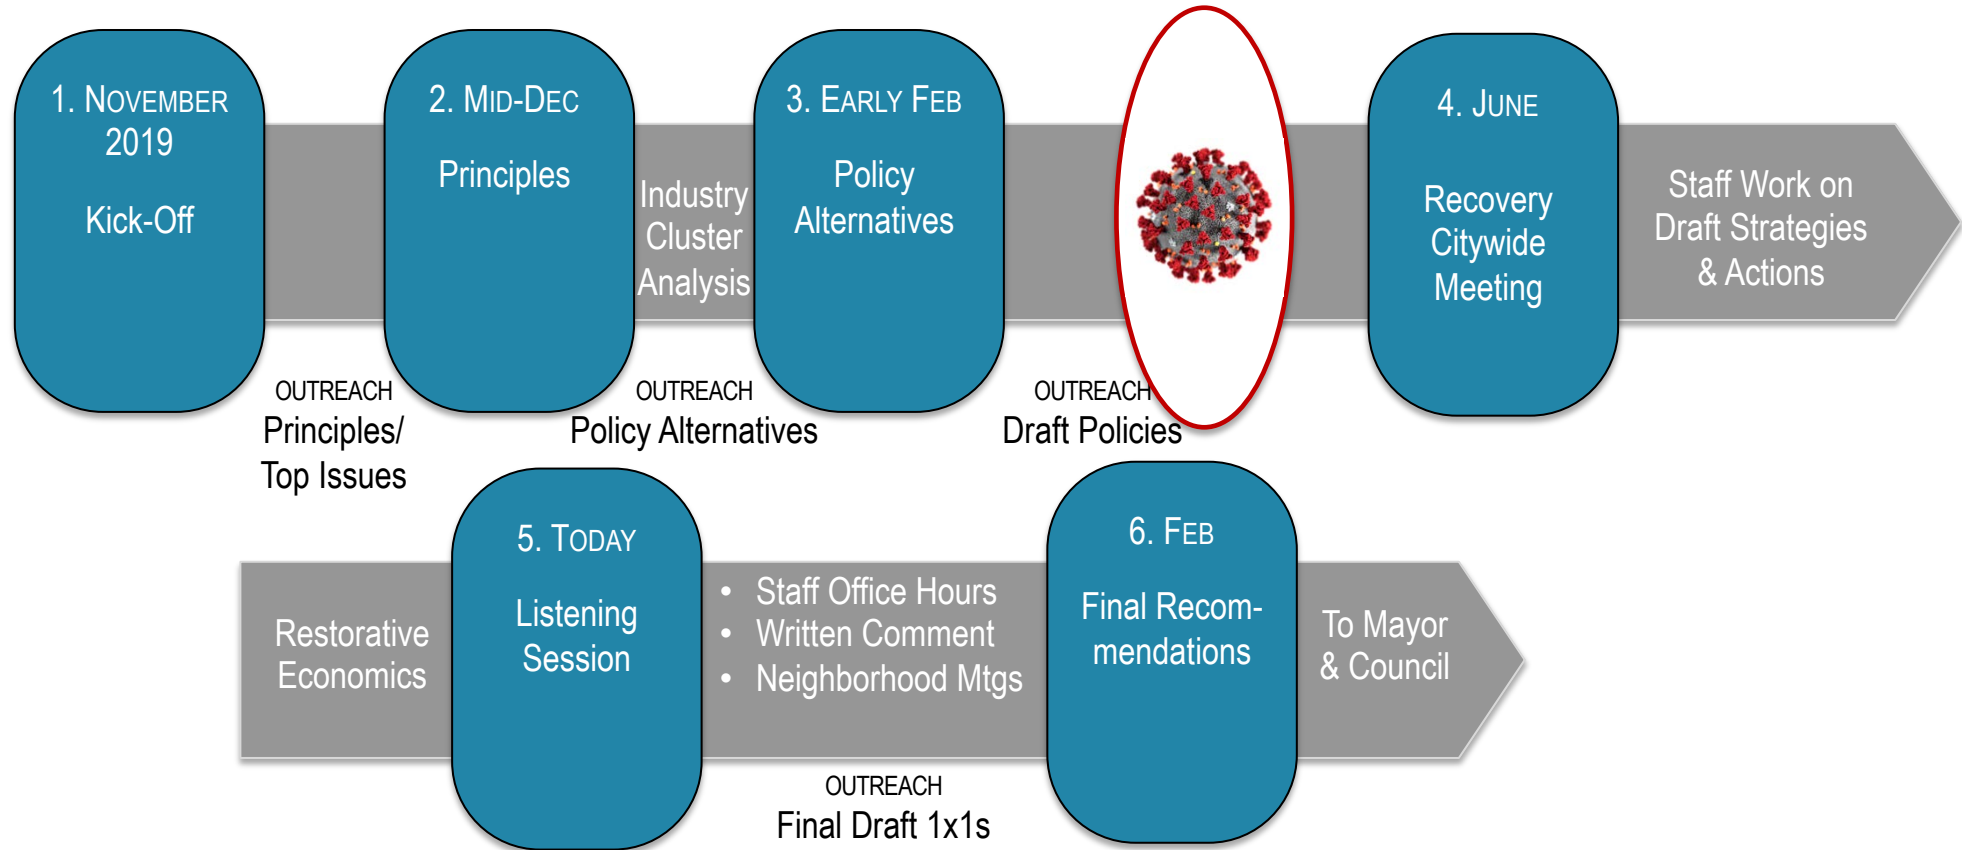 1. NOVEMBER
2019
Kick-Off
2. MID-DEC
Principles
Industry
Cluster
Analysis
3. EARLY FEB
Policy
Alternatives
4. JUNE
Recovery
Citywide
Meeting
Staff Work on
Draft Strategies
& Actions
OUTREACH
Principles/
Top Issues
OUTREACH
Policy Alternatives
OUTREACH
Draft Policies
Restorative
Economics
5. TODAY
Listening
Session
• Staff Office Hours
• Written Comment
• Neighborhood Mtgs
6. FEB
Final Recom-
mendations
To Mayor
& Council
OUTREACH
Final Draft 1x1s